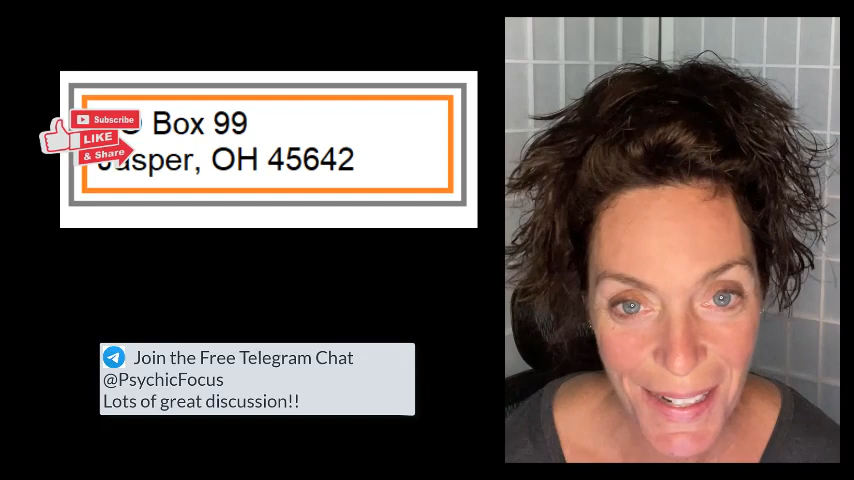 O Box 99
Jasper, OH 45642
Subscribe
LIKE
& Share
Join the Free Telegram Chat
@PsychicFocus
Lots of great discussion!!